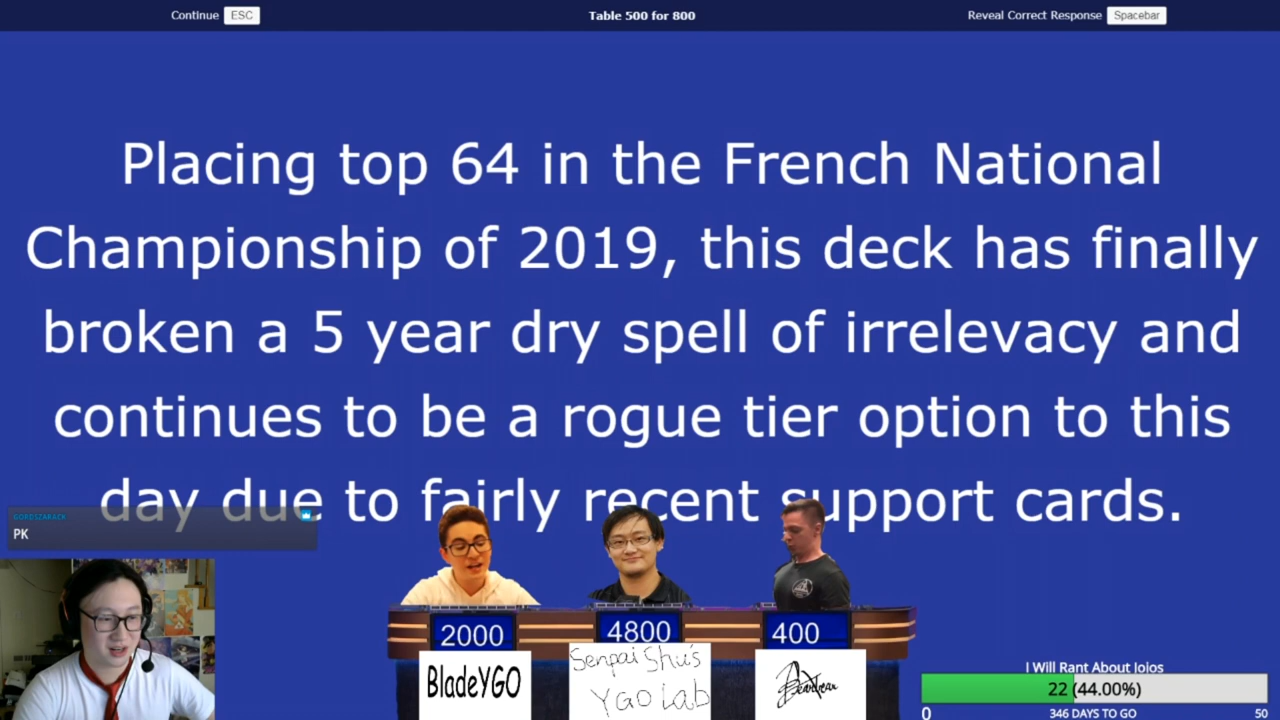 Continue ESC
Table 500 for 800
Reveal Correct Response Spacebar
Placing top 64 in the French National
Championship of 2019, this deck has finally
broken a 5 year dry spell of irrelevacy and
continues to be a rogue tier option to this
day due to fairly recent support cards.
PK
2000
4800
400
BladeYGO
Senpai Shu's
YGO Lab
I Will Rant About Jojos
22 (44.00%)
0
346 DAYS TO GO
50